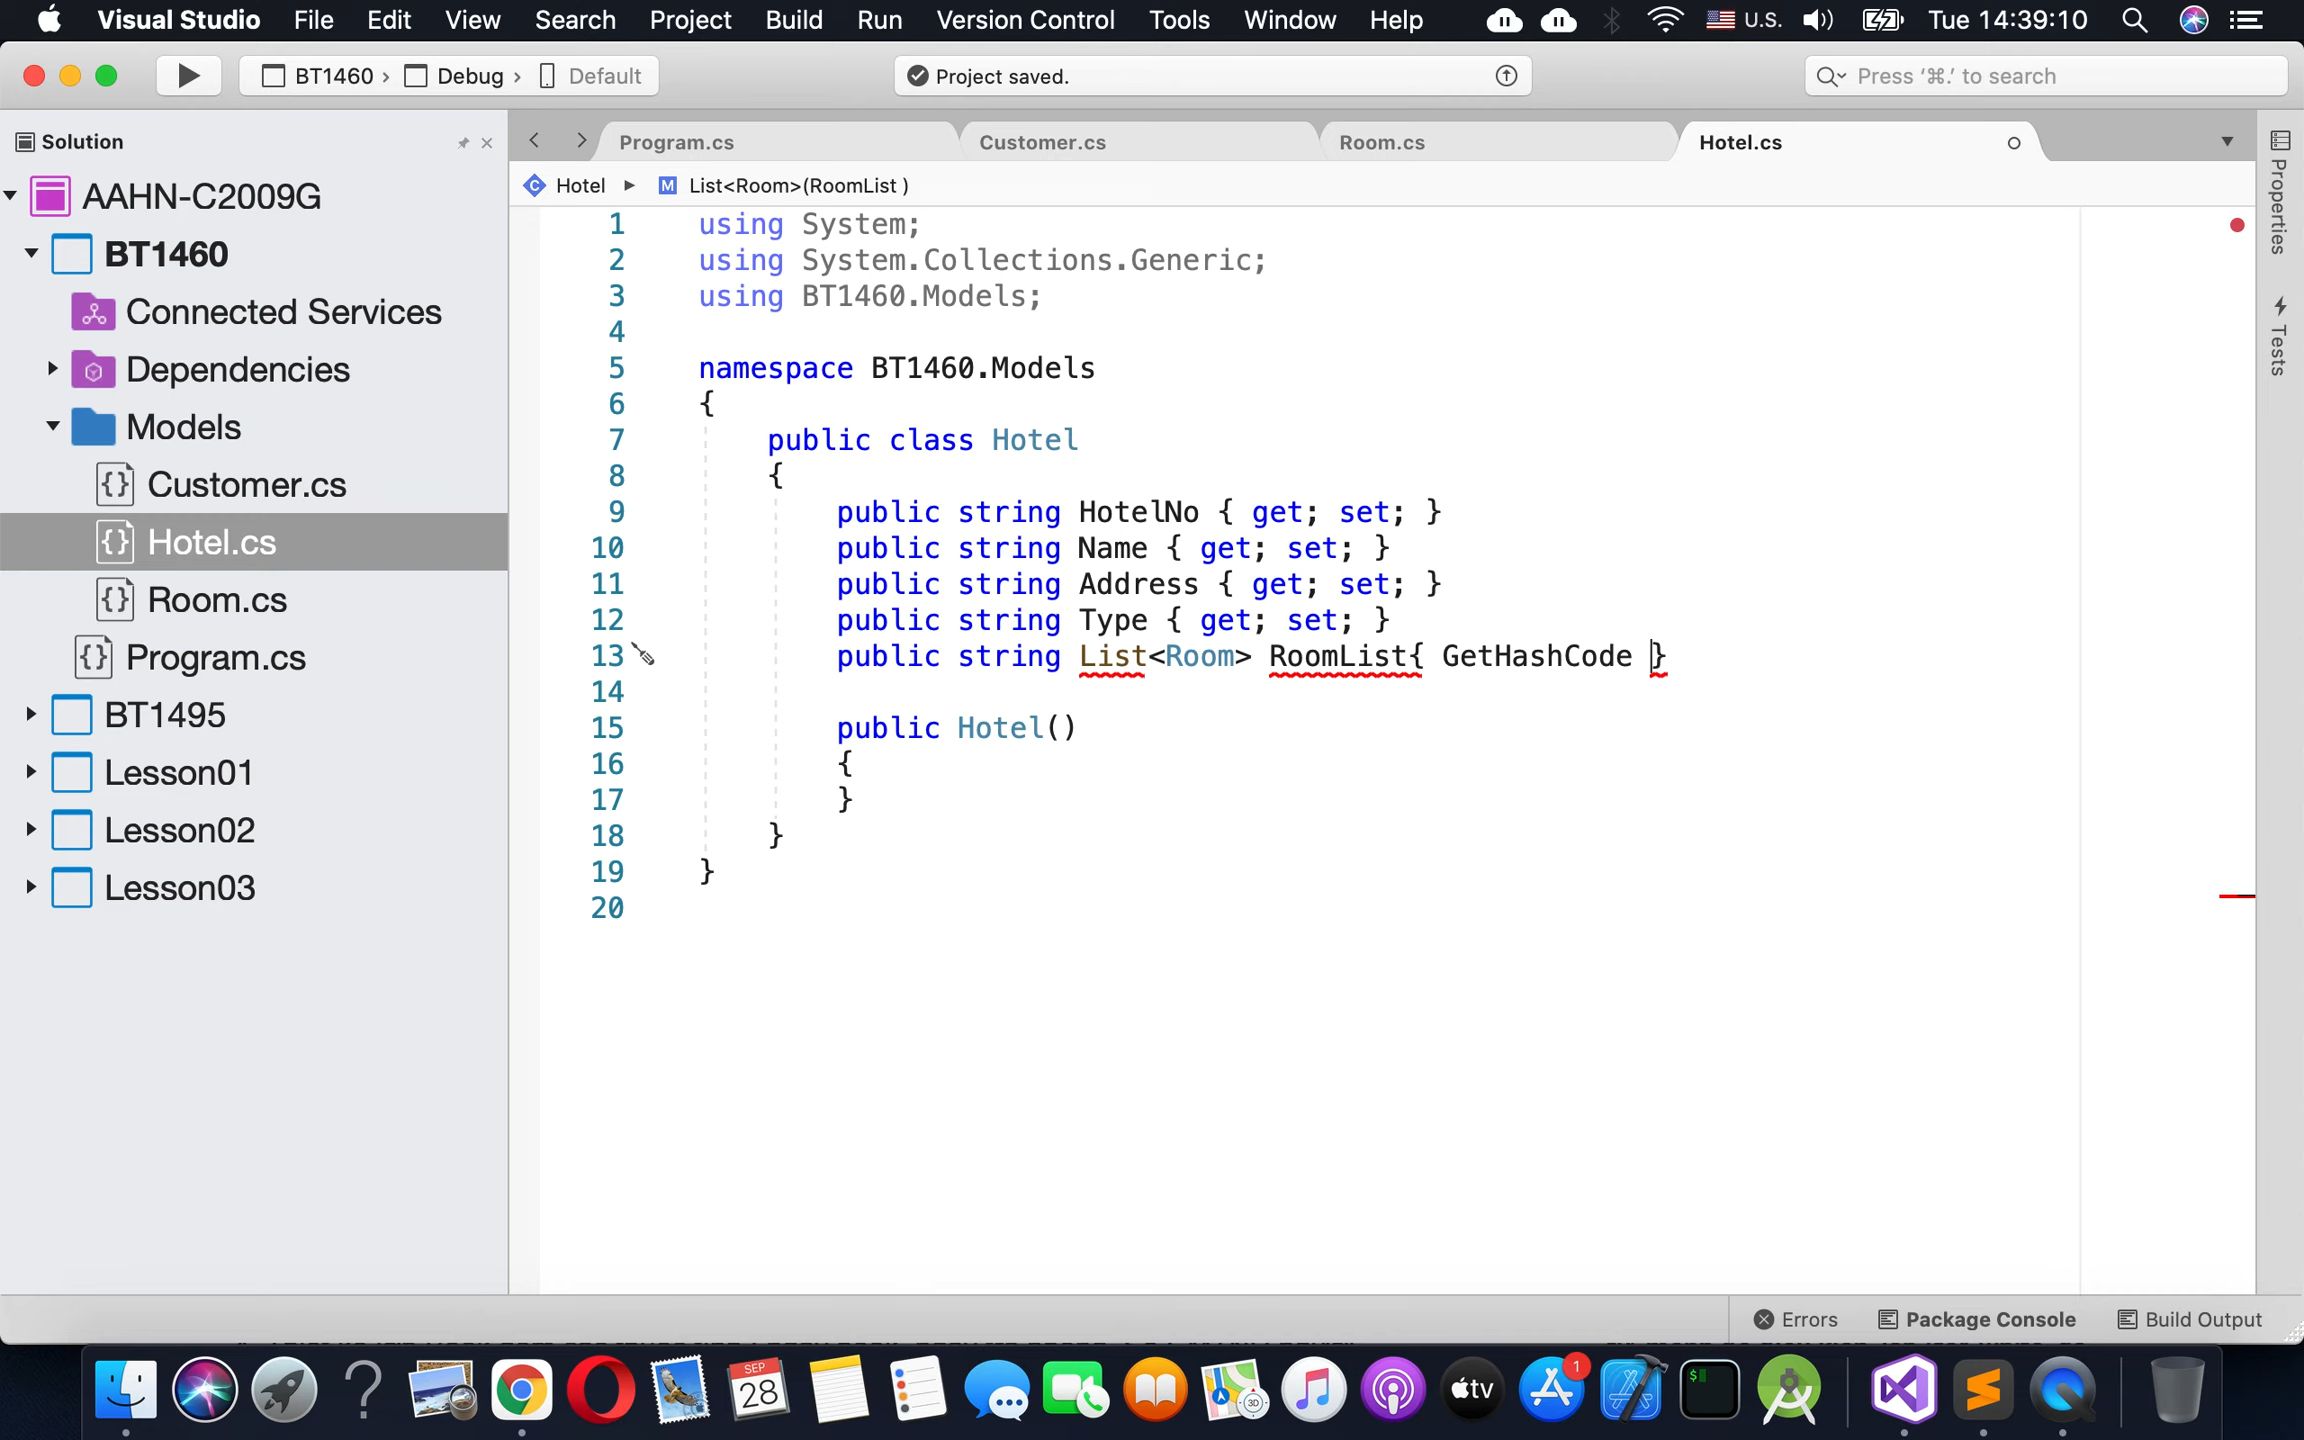 Visual Studio File Edit View Search Project Build Run Version Control Tools Window Help U.S. Tue 14:39:10
BT1460 › Debug › Default
Project saved.
Press ‘⌘.’ to search
Solution
AAHN-C2009G
BT1460
Connected Services
Dependencies
Models
Customer.cs
Hotel.cs
Room.cs
Program.cs
BT1495
Lesson01
Lesson02
Lesson03
Program.cs Customer.cs Room.cs Hotel.cs
Hotel M List<Room>(RoomList )
1 using System;
2 using System.Collections.Generic;
3 using BT1460.Models;
4
5 namespace BT1460.Models
6 {
7 public class Hotel
8 {
9 public string HotelNo { get; set; }
10 public string Name { get; set; }
11 public string Address { get; set; }
12 public string Type { get; set; }
13 public string List<Room> RoomList{ GetHashCode }
14
15 public Hotel()
16 {
17 }
18 }
19 }
20
Properties
Tests
Errors Package Console Build Output
SEP
28
3D
tv
1
$